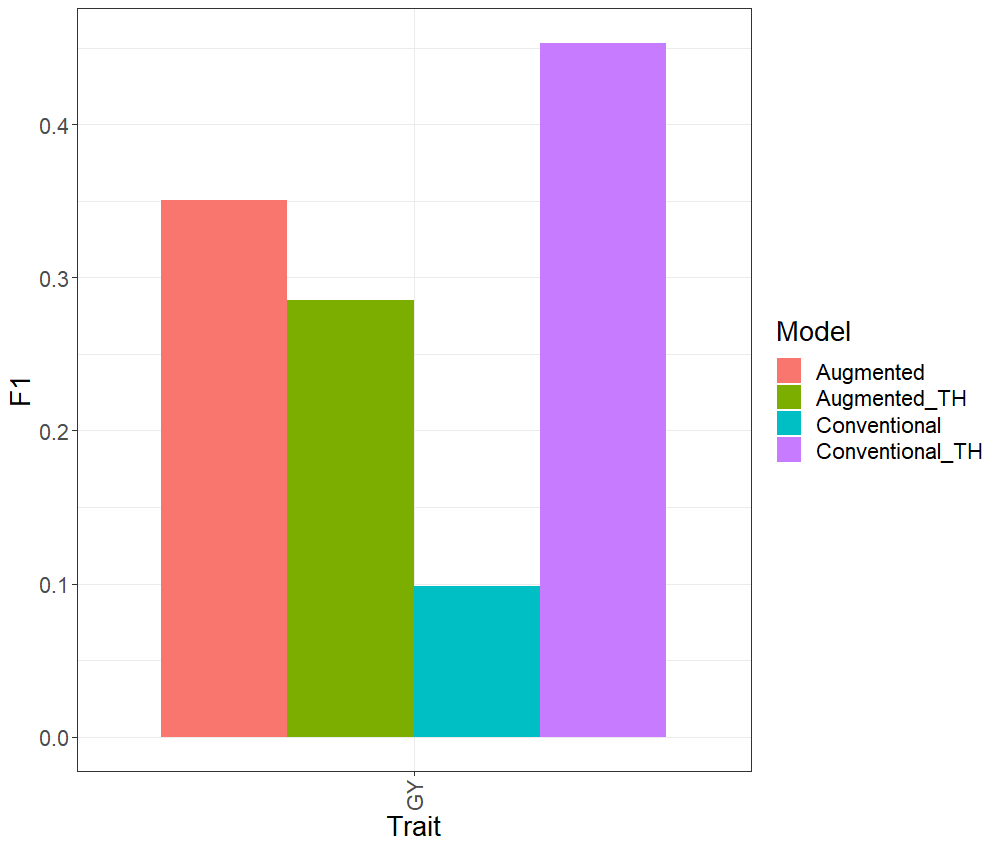 F1
0.4
0.3
0.2
0.1
0.0
GY
Trait
Model
Augmented
Augmented_TH
Conventional
Conventional_TH